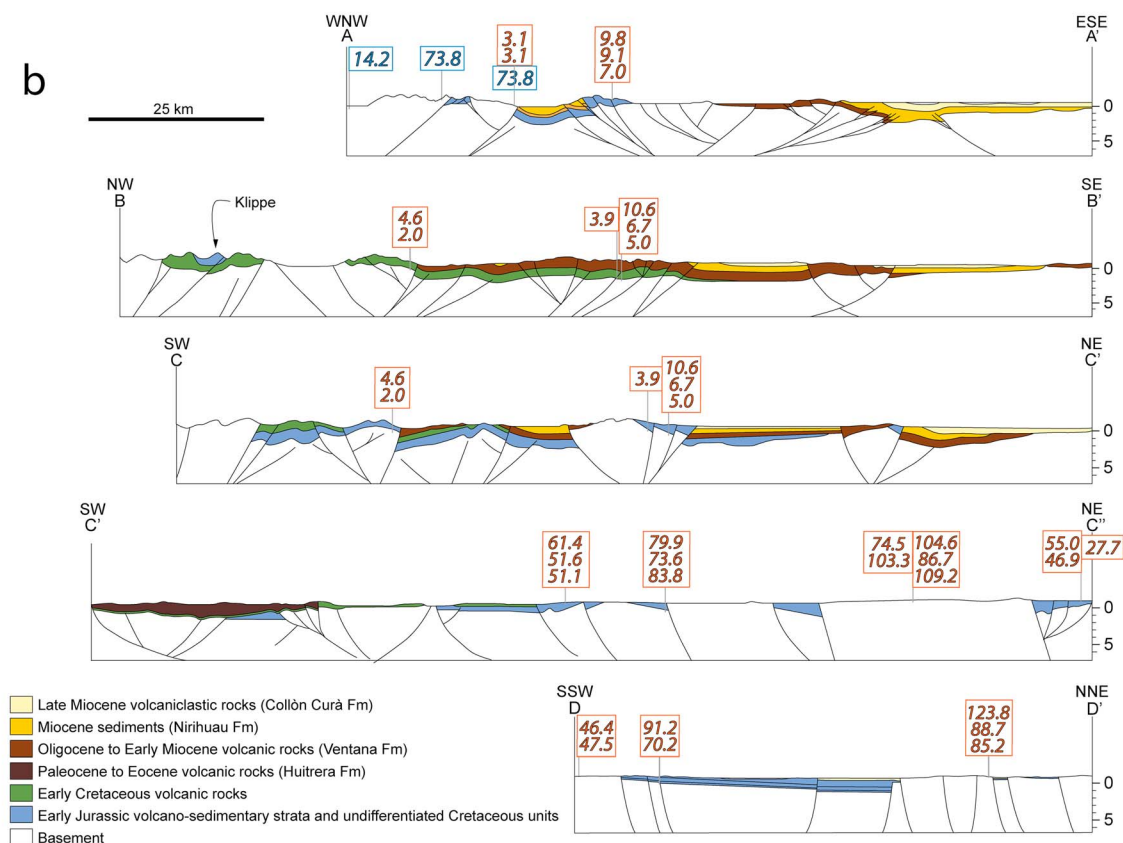 b
25 km
WNW
A
ESE
A'
14.2
73.8
3.1
3.1
73.8
9.8
9.1
7.0
0
5
NW
B
SE
B'
Klippe
4.6
2.0
3.9
10.6
6.7
5.0
0
5
SW
C
NE
C'
4.6
2.0
3.9
10.6
6.7
5.0
0
5
SW
C'
NE
C''
61.4
51.6
51.1
79.9
73.6
83.8
74.5
103.3
104.6
86.7
109.2
55.0
46.9
27.7
0
5
Late Miocene volcaniclastic rocks (Collòn Curà Fm)
Miocene sediments (Nirihuau Fm)
Oligocene to Early Miocene volcanic rocks (Ventana Fm)
Paleocene to Eocene volcanic rocks (Huitrera Fm)
Early Cretaceous volcanic rocks
Early Jurassic volcano-sedimentary strata and undifferentiated Cretaceous units
Basement
SSW
D
NNE
D'
46.4
47.5
91.2
70.2
123.8
88.7
85.2
0
5